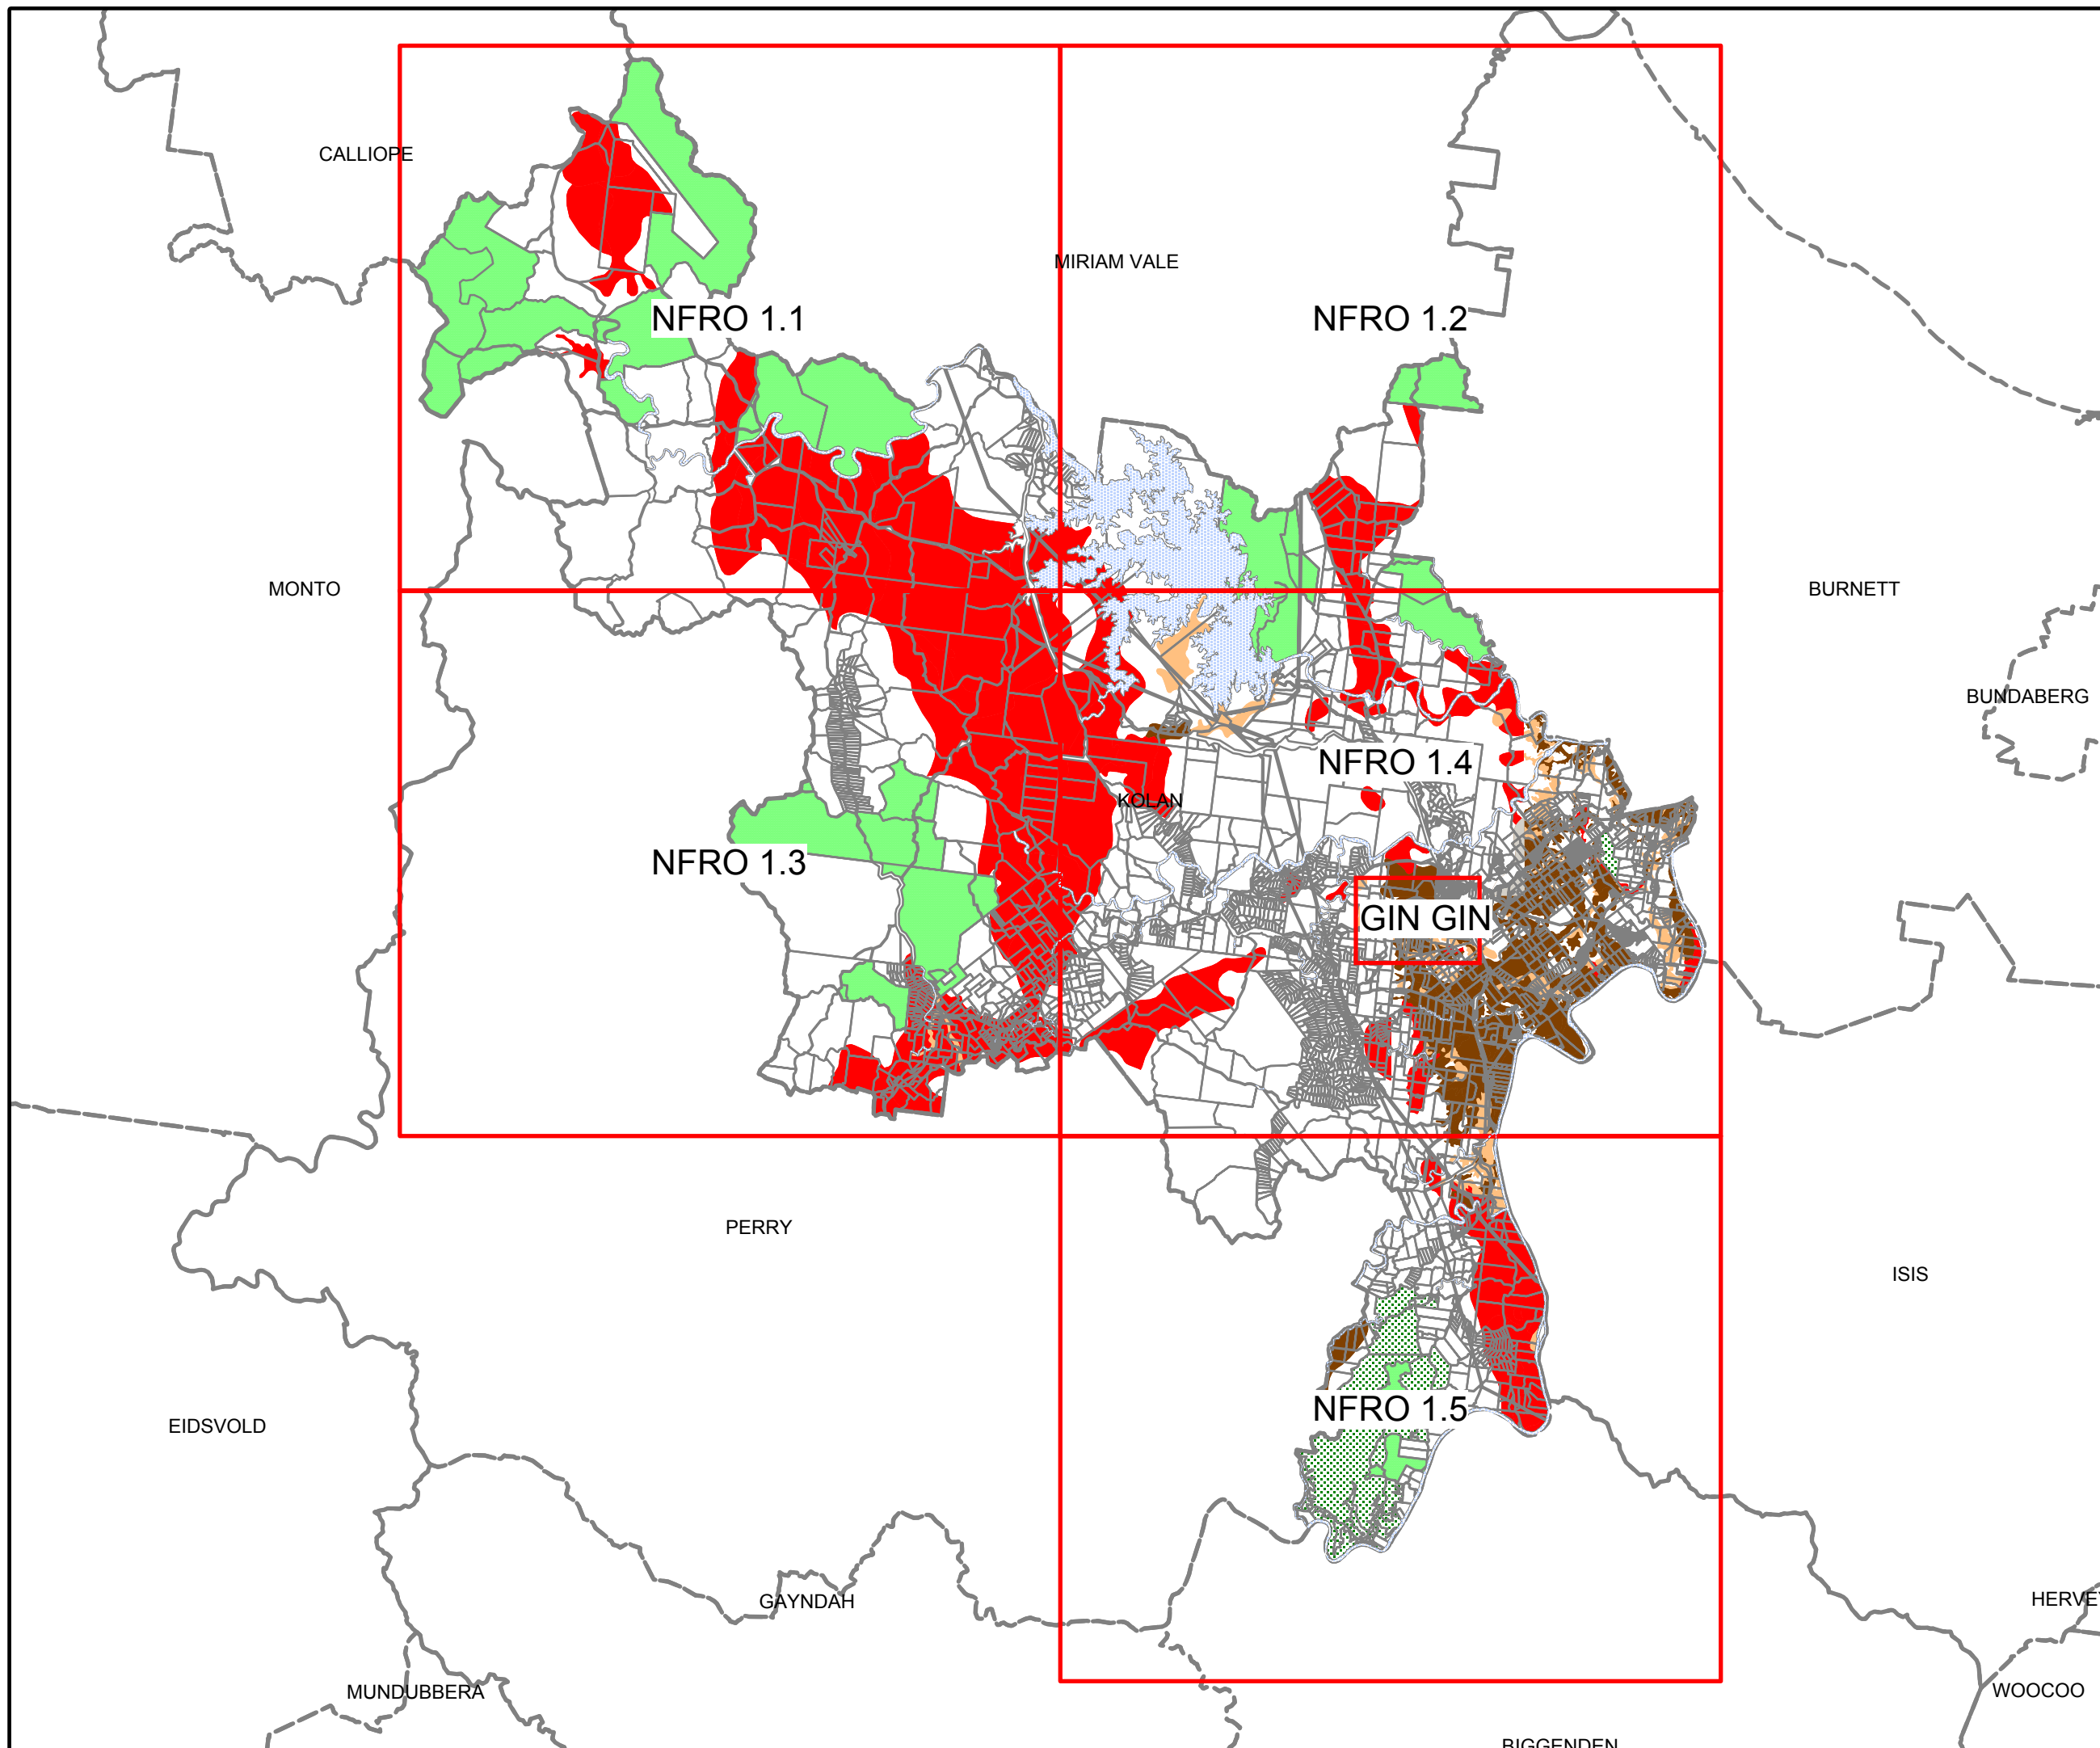 CALLIOPE
MIRIAM VALE
NFRO 1.1
NFRO 1.2
MONTO
BURNETT
BUNDABERG
NFRO 1.4
KOLAN
NFRO 1.3
GIN GIN
PERRY
ISIS
NFRO 1.5
EIDSVOLD
GAYNDAH
HERVEY
MUNDUBBERA
WOOCOO
BIGGENDEN